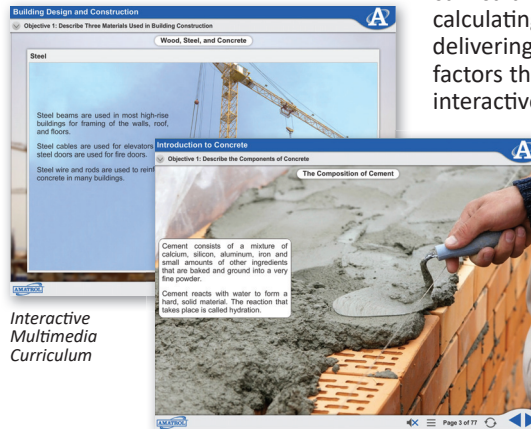 calculating
delivering
factors th
interactive
Building Design and Construction
A
Objective 1: Describe Three Materials Used in Building Construction
Wood, Steel, and Concrete
Steel
Steel beams are used in most high-rise
buildings for framing of the walls, roof,
and floors.
Steel cables are used for elevators
steel doors are used for fire doors.
Steel wire and rods are used to reinf
concrete in many buildings.
AMATROL
Introduction to Concrete
A
Objective 1: Describe the Components of Concrete
The Composition of Cement
Cement consists of a mixture of
calcium, silicon, aluminum, iron and
small amounts of other ingredients
that are baked and ground into a very
fine powder.
Cement reacts with water to form a
hard, solid material. The reaction that
takes place is called hydration.
AMATROL
Page 3 of 77
Interactive
Multimedia
Curriculum